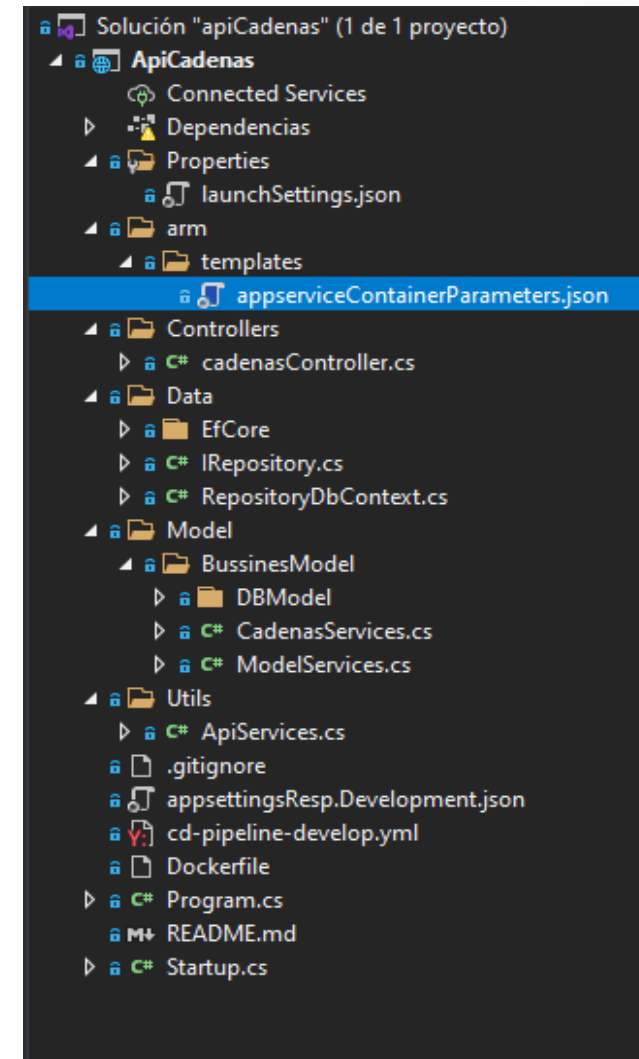 Solución "apiCadenas" (1 de 1 proyecto)
ApiCadenas
Connected Services
Dependencias
Properties
launchSettings.json
arm
templates
appserviceContainerParameters.json
Controllers
C# cadenasController.cs
Data
EfCore
C# IRepository.cs
C# RepositoryDbContext.cs
Model
BussinesModel
DBModel
C# CadenasServices.cs
C# ModelServices.cs
Utils
C# ApiServices.cs
.gitignore
appsettingsResp.Development.json
Y: cd-pipeline-develop.yml
Dockerfile
C# Program.cs
M↓ README.md
C# Startup.cs